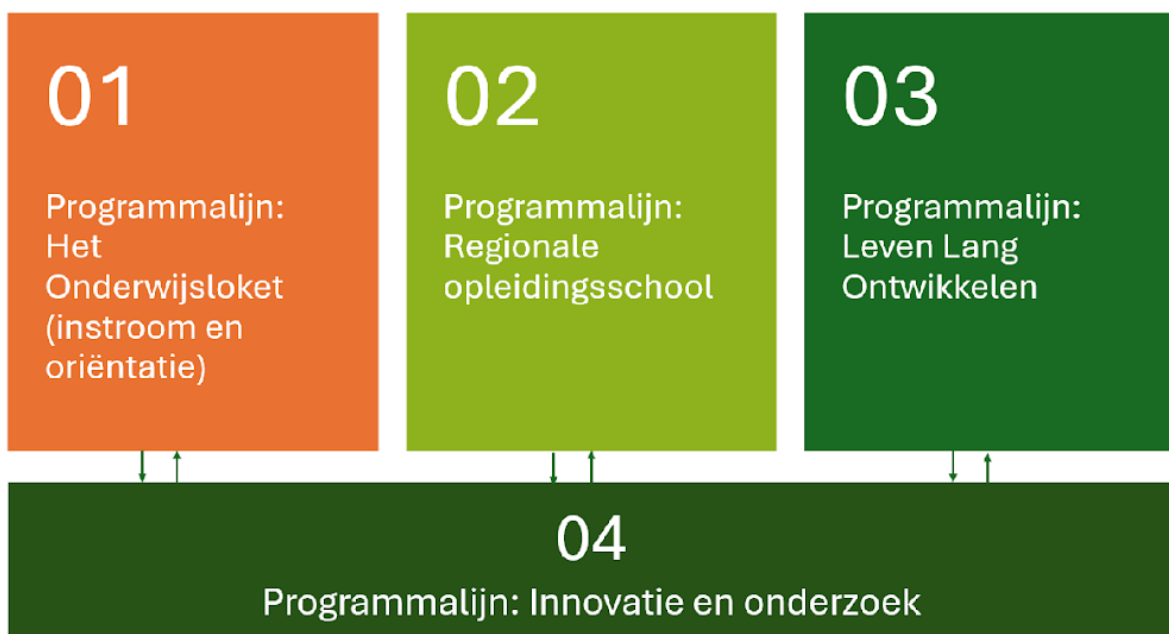 01
Programmalijn:
Het
Onderwijsloket
(instroom en
oriëntatie)
02
Programmalijn:
Regionale
opleidingsschool
03
Programmalijn:
Leven Lang
Ontwikkelen
04
Programmalijn: Innovatie en onderzoek